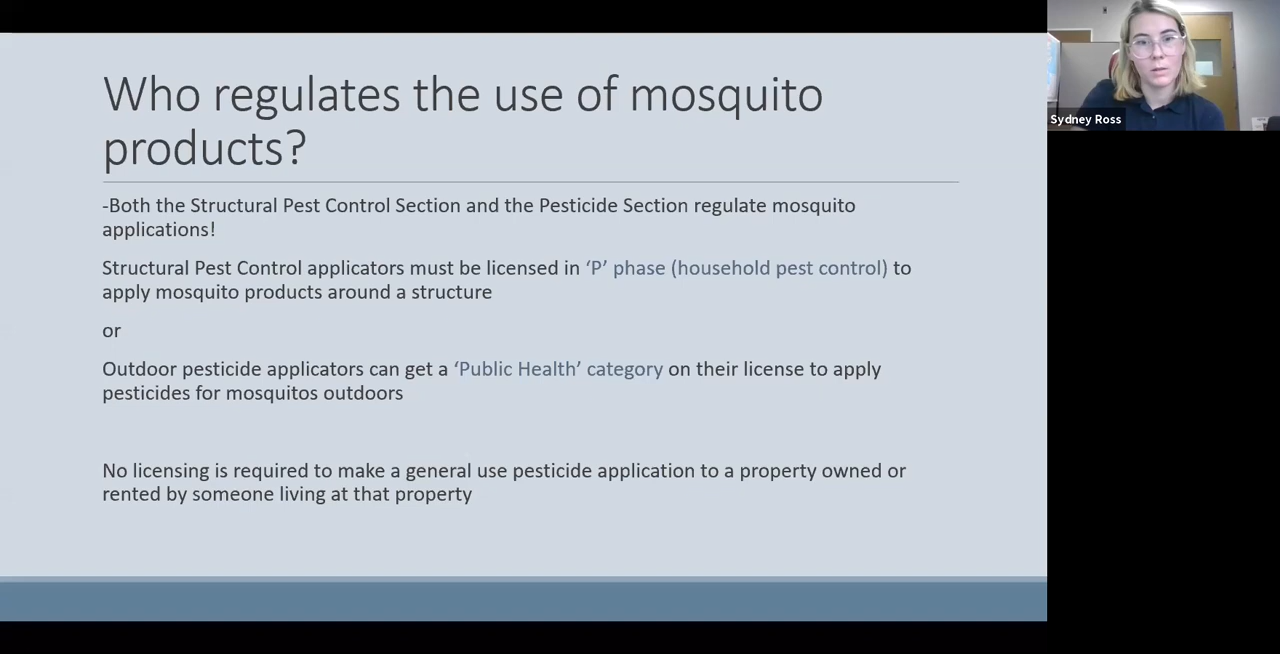 Who regulates the use of mosquito
products?
-Both the Structural Pest Control Section and the Pesticide Section regulate mosquito
applications!
Structural Pest Control applicators must be licensed in ‘P’ phase (household pest control) to
apply mosquito products around a structure
or
Outdoor pesticide applicators can get a ‘Public Health’ category on their license to apply
pesticides for mosquitos outdoors
No licensing is required to make a general use pesticide application to a property owned or
rented by someone living at that property
Sydney Ross